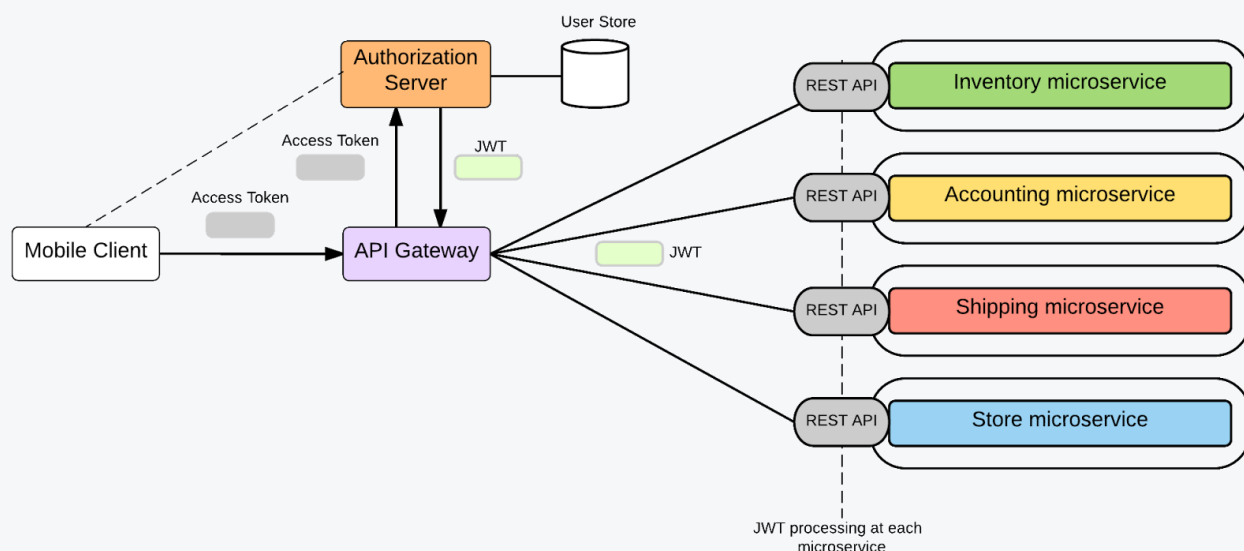 User Store
Authorization
Server
REST API
Inventory microservice
Access Token
JWT
Access Token
REST API
Accounting microservice
Mobile Client
API Gateway
JWT
REST API
Shipping microservice
REST API
Store microservice
JWT processing at each
microservice